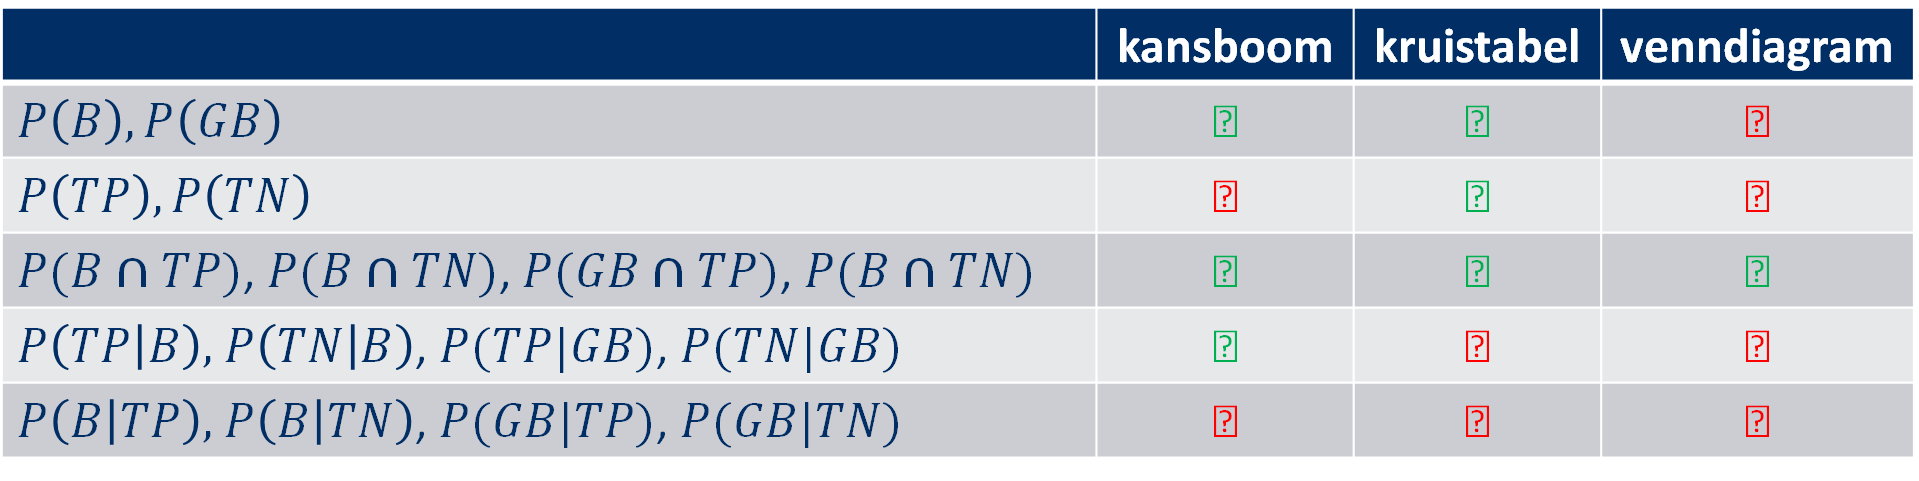 kansboom kruistabel venndiagram
P(B), P(GB) ? ? ?
P(TP), P(TN) ? ? ?
P(B ∩ TP), P(B ∩ TN), P(GB ∩ TP), P(B ∩ TN) ? ? ?
P(TP|B), P(TN|B), P(TP|GB), P(TN|GB) ? ? ?
P(B|TP), P(B|TN), P(GB|TP), P(GB|TN) ? ? ?